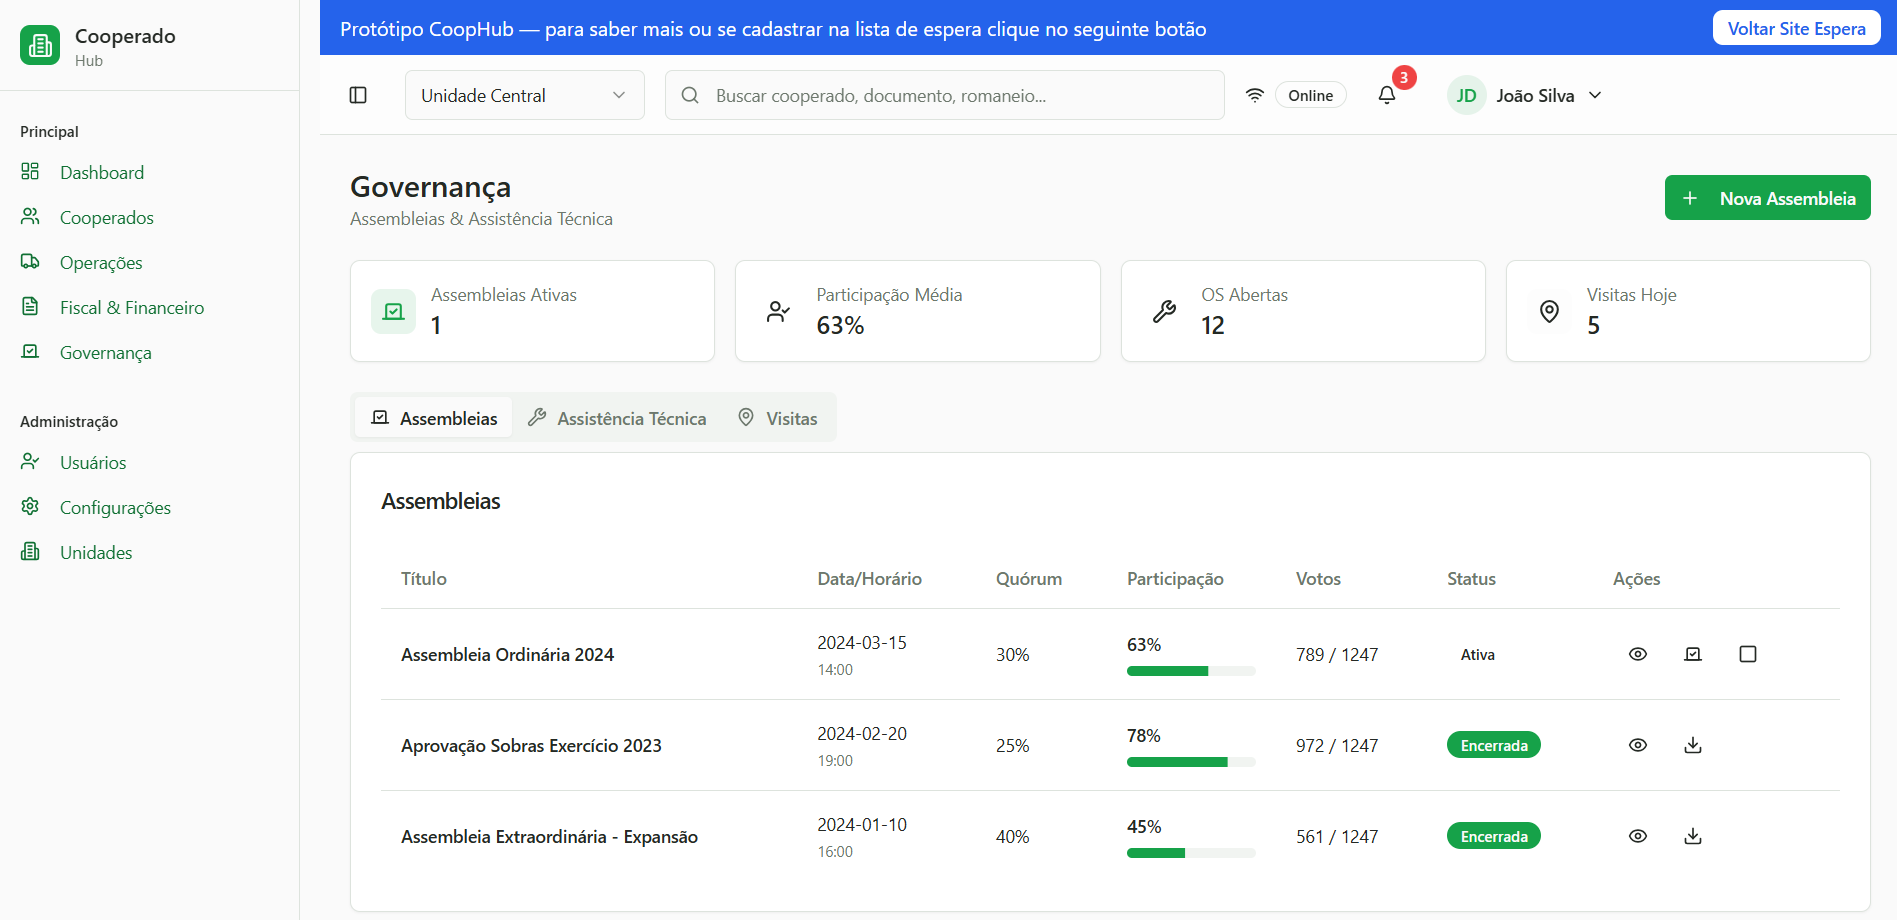 Cooperado
Hub
Principal
Dashboard
Cooperados
Operações
Fiscal & Financeiro
Governança
Administração
Usuários
Configurações
Unidades
Protótipo CoopHub — para saber mais ou se cadastrar na lista de espera clique no seguinte botão
Voltar Site Espera
Unidade Central
Buscar cooperado, documento, romaneio...
Online
3
JD
João Silva
Governança
Assembleias & Assistência Técnica
Nova Assembleia
Assembleias Ativas
1
Participação Média
63%
OS Abertas
12
Visitas Hoje
5
Assembleias
Assistência Técnica
Visitas
Assembleias
Título Data/Horário Quórum Participação Votos Status Ações
Assembleia Ordinária 2024 2024-03-15 14:00 30% 63% 789 / 1247 Ativa
Aprovação Sobras Exercício 2023 2024-02-20 19:00 25% 78% 972 / 1247 Encerrada
Assembleia Extraordinária - Expansão 2024-01-10 16:00 40% 45% 561 / 1247 Encerrada